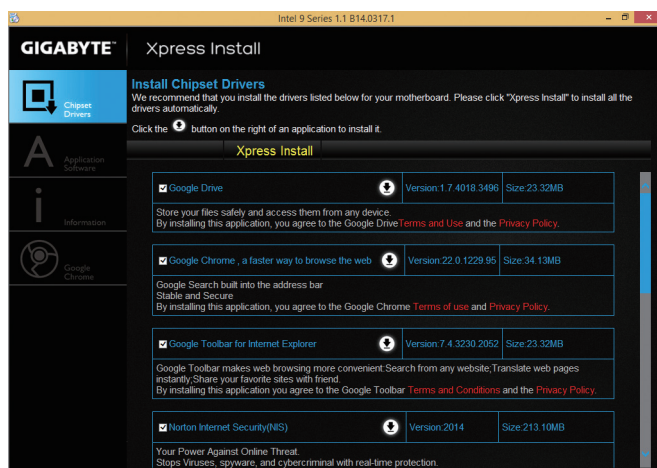 Intel 9 Series 1.1 B14.0317.1
GIGABYTE™
Xpress Install
Chipset
Drivers
Application
Software
Information
Google
Chrome
Install Chipset Drivers
We recommend that you install the drivers listed below for your motherboard. Please click "Xpress Install" to install all the
drivers automatically.
Click the button on the right of an application to install it.
Xpress Install
Google Drive Version:1.7.4018.3496 Size:23.32MB
Store your files safely and access them from any device.
By installing this application, you agree to the Google DriveTerms and Use and the Privacy Policy.
Google Chrome , a faster way to browse the web Version:22.0.1229.95 Size:34.13MB
Google Search built into the address bar
Stable and Secure
By installing this application, you agree to the Google Chrome Terms of use and Privacy Policy.
Google Toolbar for Internet Explorer Version:7.4.3230.2052 Size:23.32MB
Google Toolbar makes web browsing more convenient:Search from any website;Translate web pages
instantly;Share your favorite sites with friend.
By installing this application you agree to the Google Toolbar Terms and Conditions and the Privacy Policy.
Norton Internet Security(NIS) Version:2014 Size:213.10MB
Your Power Against Online Threat.
Stops Viruses, spyware, and cybercriminal with real-time protection.